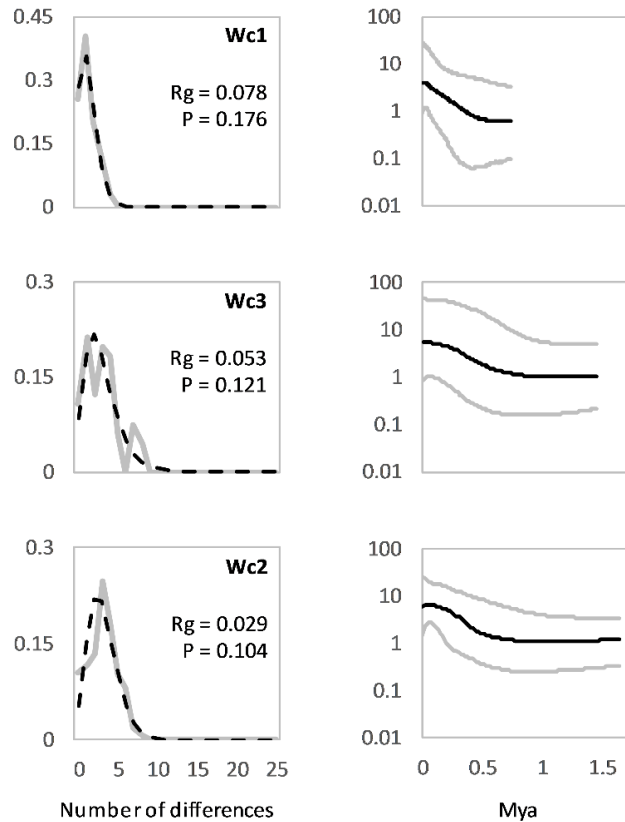 0.45
0.3
0.15
0
Wc1
Rg = 0.078
P = 0.176
100
10
1
0.1
0.01
0.3
0.15
0
Wc3
Rg = 0.053
P = 0.121
100
10
1
0.1
0.01
0.3
0.15
0
Wc2
Rg = 0.029
P = 0.104
0 5 10 15 20 25
Number of differences
100
10
1
0.1
0.01
0 0.5 1 1.5
Mya